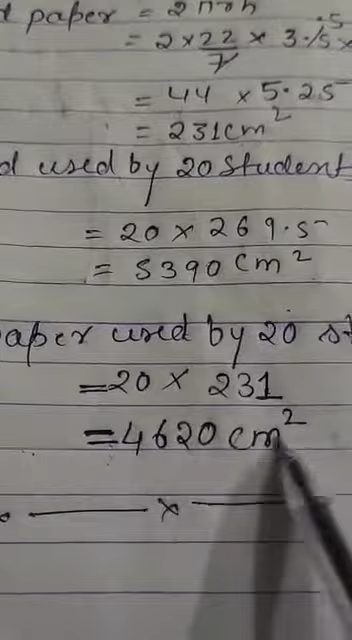 d paper = 2πrh
= 2 × 22/7 × 3.5 ×
= 44 × 5.25
= 231 cm²
d used by 20 Student
= 20 × 269.5
= 5390 cm²
aper used by 20 st
= 20 × 231
= 4620 cm²